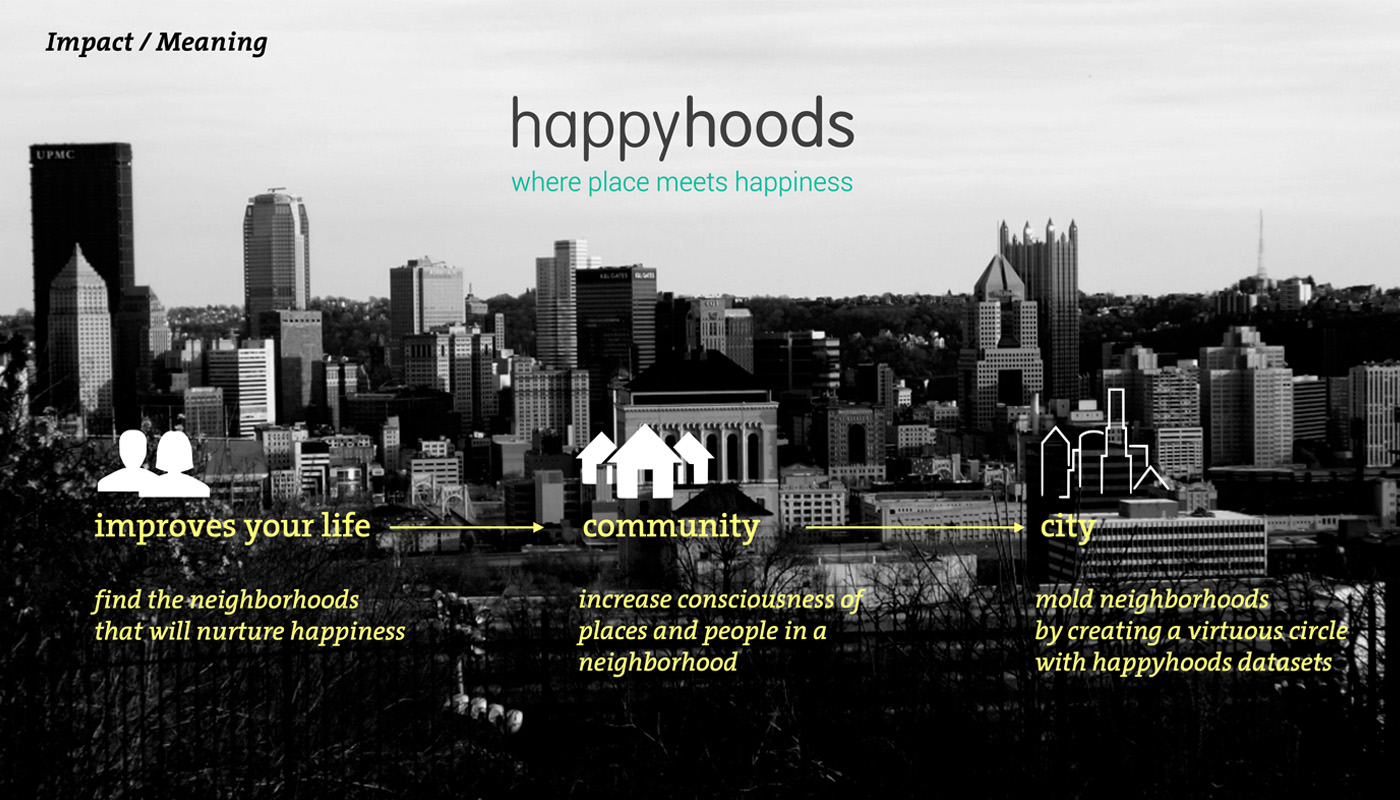 Impact / Meaning
happyhoods
where place meets happiness
UPMC
K&L GATES K&L GATES
improves your life
community
city
find the neighborhoods
that will nurture happiness
increase consciousness of
places and people in a
neighborhood
mold neighborhoods
by creating a virtuous circle
with happyhoods datasets